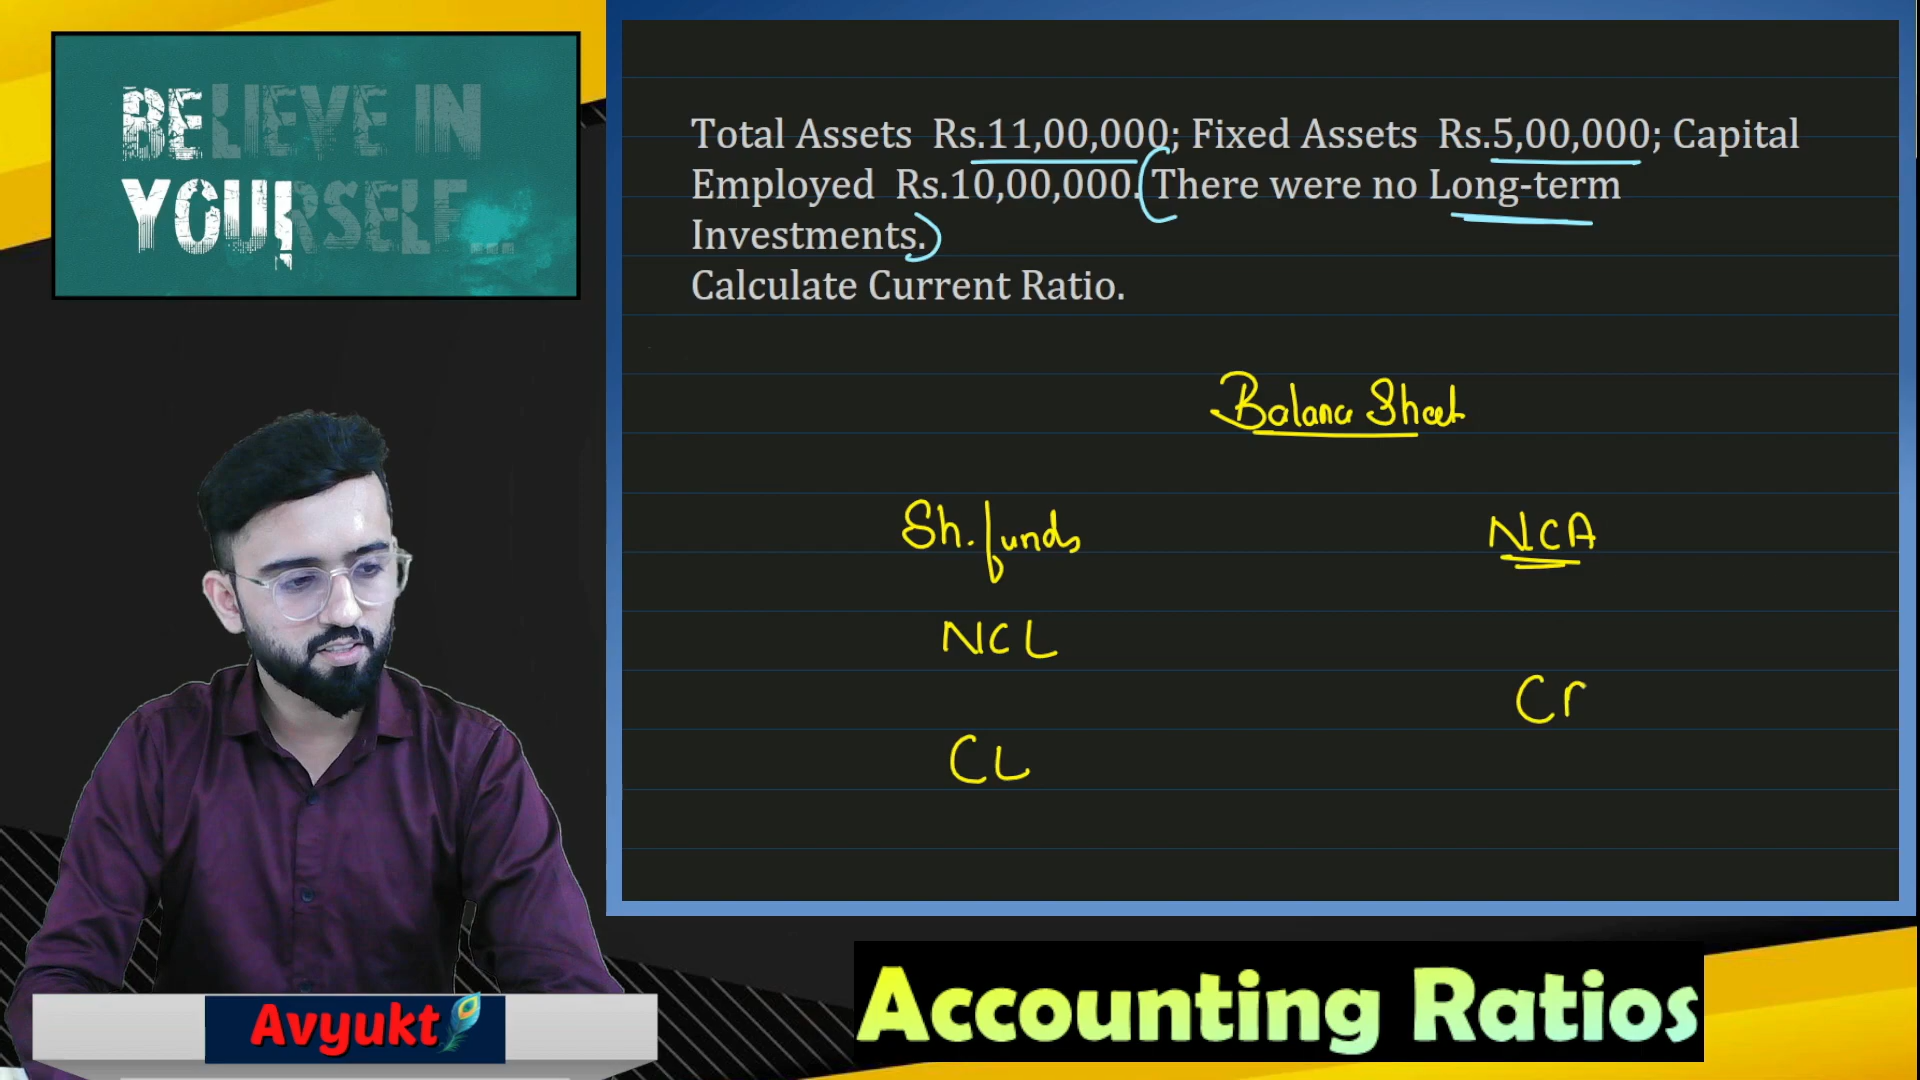 BELIEVE IN
YOURSELF...
Total Assets Rs.11,00,000; Fixed Assets Rs.5,00,000; Capital
Employed Rs.10,00,000. (There were no Long-term
Investments.)
Calculate Current Ratio.
Balance Sheet
Sh. funds
NCA
NCL
Cr
CL
Avyukt
Accounting Ratios